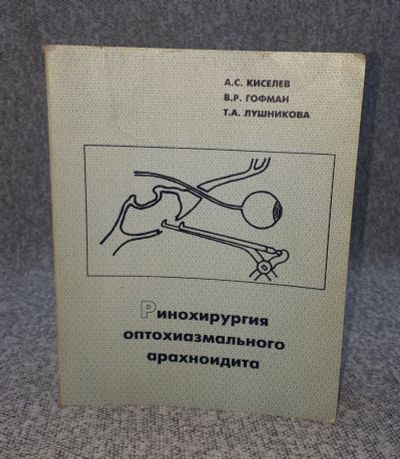 А.С. КИСЕЛЕВ
В.Р. ГОФМАН
Т.А. ЛУШНИКОВА
Ринохирургия
оптохиазмального
арахноидита